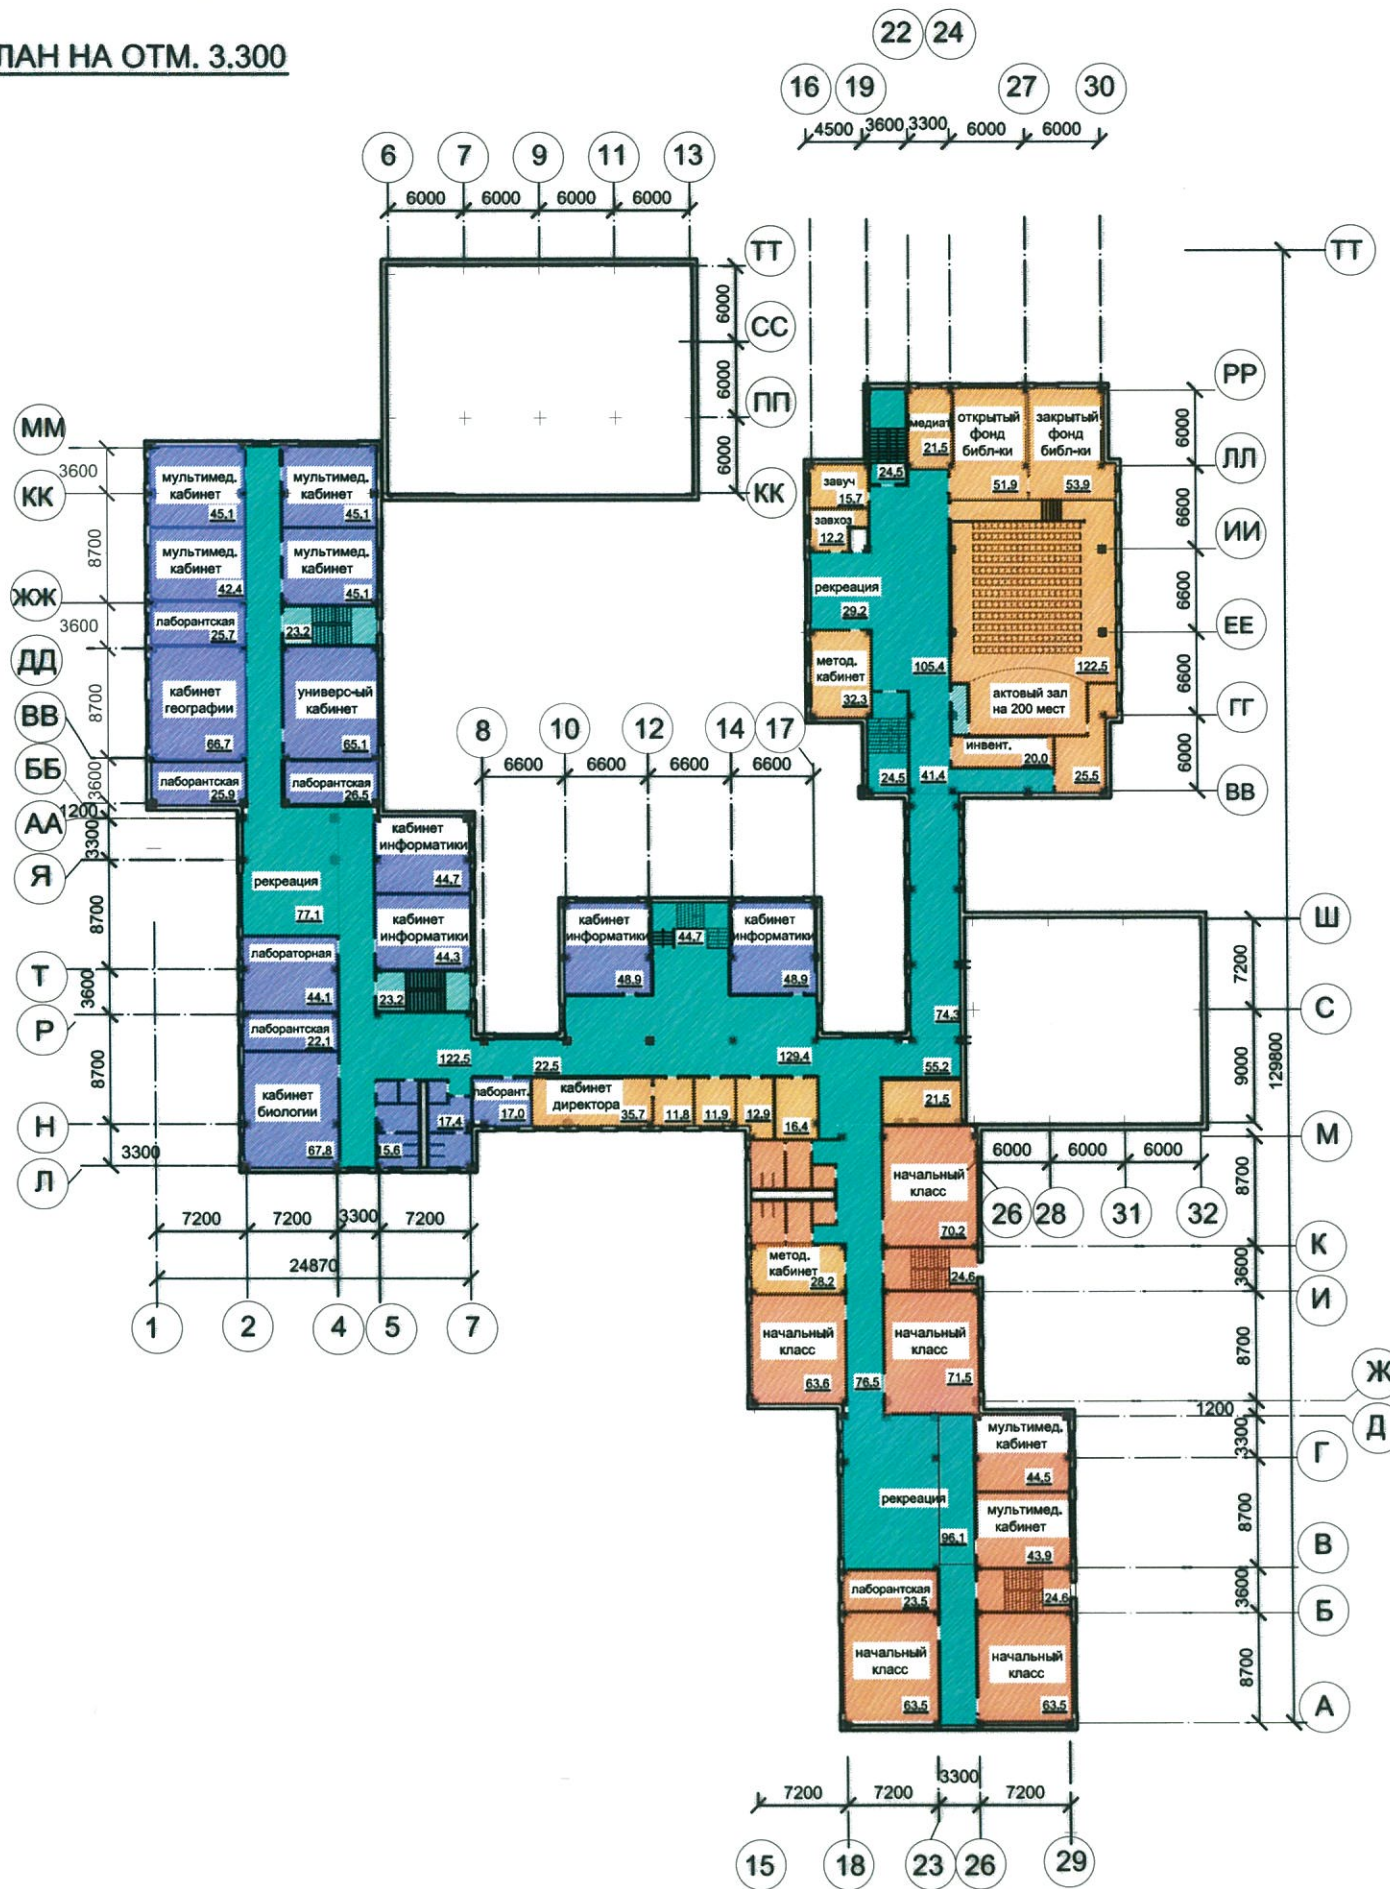 ЛАН НА ОТМ. 3.300
22 24
16 19 27 30
4500 3600 3300 6000 6000
6 7 9 11 13
6000 6000 6000 6000
ТТ
ТТ
6000
СС
6000
ПП
6000
КК
РР
6000
ЛЛ
6600
ИИ
6600
ЕЕ
6600
ГГ
6000
ВВ
129800
ММ
3600
КК
8700
ЖЖ
3600
ДД
8700
ВВ
3600
ББ
1200
АА
3300
Я
8700
Т
3600
Р
8700
Н
3300
Л
мультимед.
кабинет
45.1
мультимед.
кабинет
45.1
мультимед.
кабинет
42.4
мультимед.
кабинет
45.1
лаборантская
25.7
23.2
кабинет
географии
66.7
универс-ый
кабинет
65.1
лаборантская
25.9
лаборантская
26.5
кабинет
информатики
44.7
рекреация
77.1
кабинет
информатики
44.3
лабораторная
44.1
23.2
лаборантская
22.1
122.5
кабинет
биологии
67.8
15.6
17.4
7200 7200 3300 7200
24870
1 2 4 5 7
8 10 12 14 17
6600 6600 6600 6600
кабинет
информатики
48.9
44.7
кабинет
информатики
48.9
22.5
129.4
лаборант.
17.0
кабинет
директора
35.7
11.8
11.9
12.9
16.4
медиат
21.5
открытый
фонд
библ-ки
51.9
закрытый
фонд
библ-ки
53.9
24.5
завуч
15.7
завхоз
12.2
рекреация
29.2
метод.
кабинет
32.3
105.4
122.5
актовый зал
на 200 мест
инвент.
20.0
25.5
24.5
41.4
74.3
55.2
21.5
Ш
7200
С
9000
М
8700
К
3600
И
8700
Ж
1200
Д
3300
Г
8700
В
3600
Б
8700
А
6000 6000 6000
26 28 31 32
начальный
класс
70.2
метод.
кабинет
28.2
24.6
начальный
класс
63.6
начальный
класс
71.5
76.5
мультимед.
кабинет
44.5
рекреация
96.1
мультимед.
кабинет
43.9
лаборантская
23.5
24.6
начальный
класс
63.5
начальный
класс
63.5
7200 7200 3300 7200
15 18 23 26 29